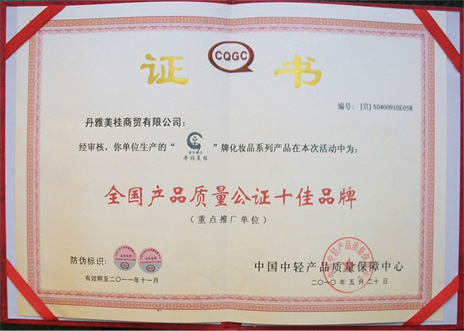 证 CQGC 书
编号: [宣] S0400910E058
丹雅美桂商贸有限公司:
经审核,你单位生产的“ ”牌化妆品系列产品在本次活动中为:
全国产品质量公证十佳品牌
(重点推广单位)
防伪标识:
有效期至二〇一一年十一月
中国中轻产品质量保障中心
二〇一〇年五月二十日